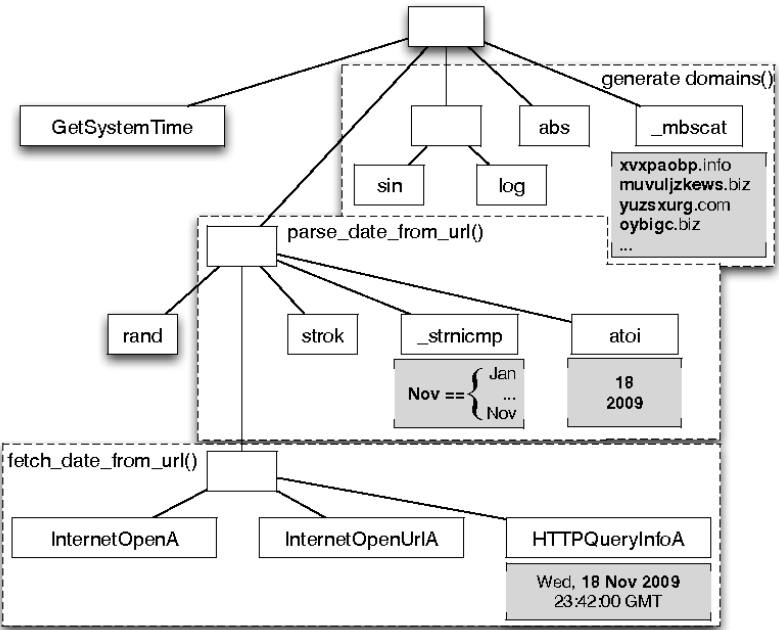 generate domains()
GetSystemTime
abs
_mbscat
sin
log
xvxpaobp.info
muvuljzkews.biz
yuzsxurg.com
oybigc.biz
...
parse_date_from_url()
rand
strok
_strnicmp
atoi
Nov == {
Jan
...
Nov
18
2009
fetch_date_from_url()
InternetOpenA
InternetOpenUrlA
HTTPQueryInfoA
Wed, 18 Nov 2009
23:42:00 GMT